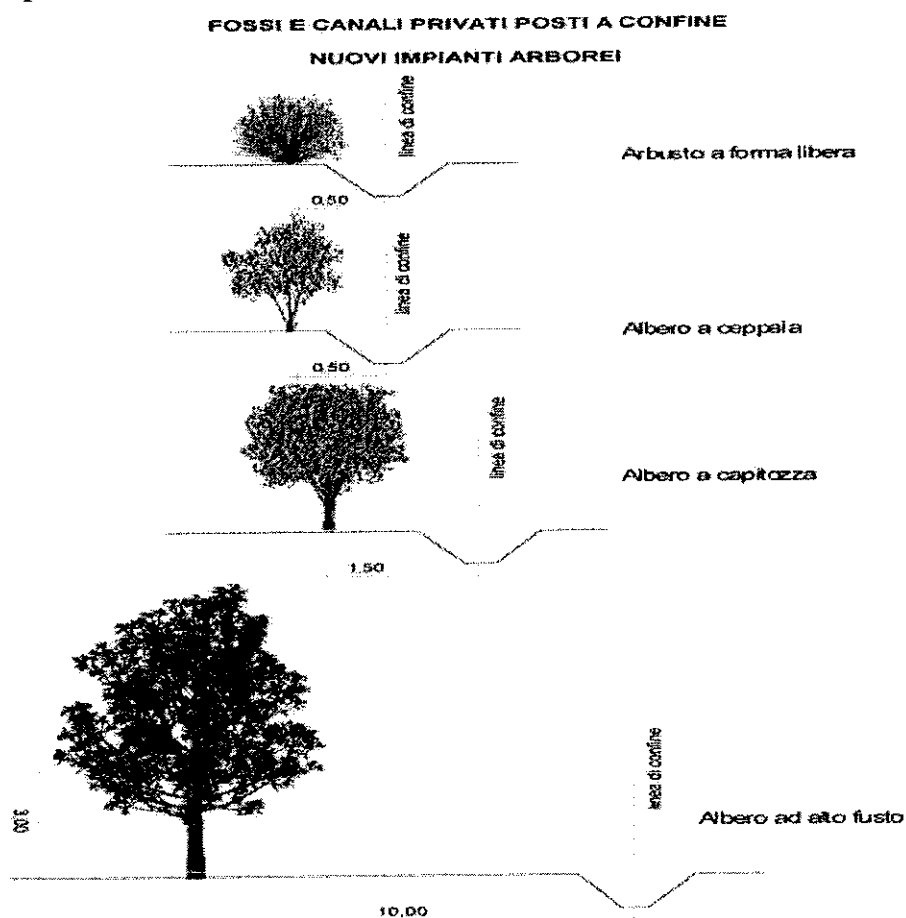 FOSSI E CANALI PRIVATI POSTI A CONFINE
NUOVI IMPIANTI ARBOREI
linea di confine
Arbusto a forma libera
0,50
linea di confine
Albero a ceppaia
0,50
linea di confine
Albero a capitozza
1,50
linea di confine
3,00
Albero ad alto fusto
10,00